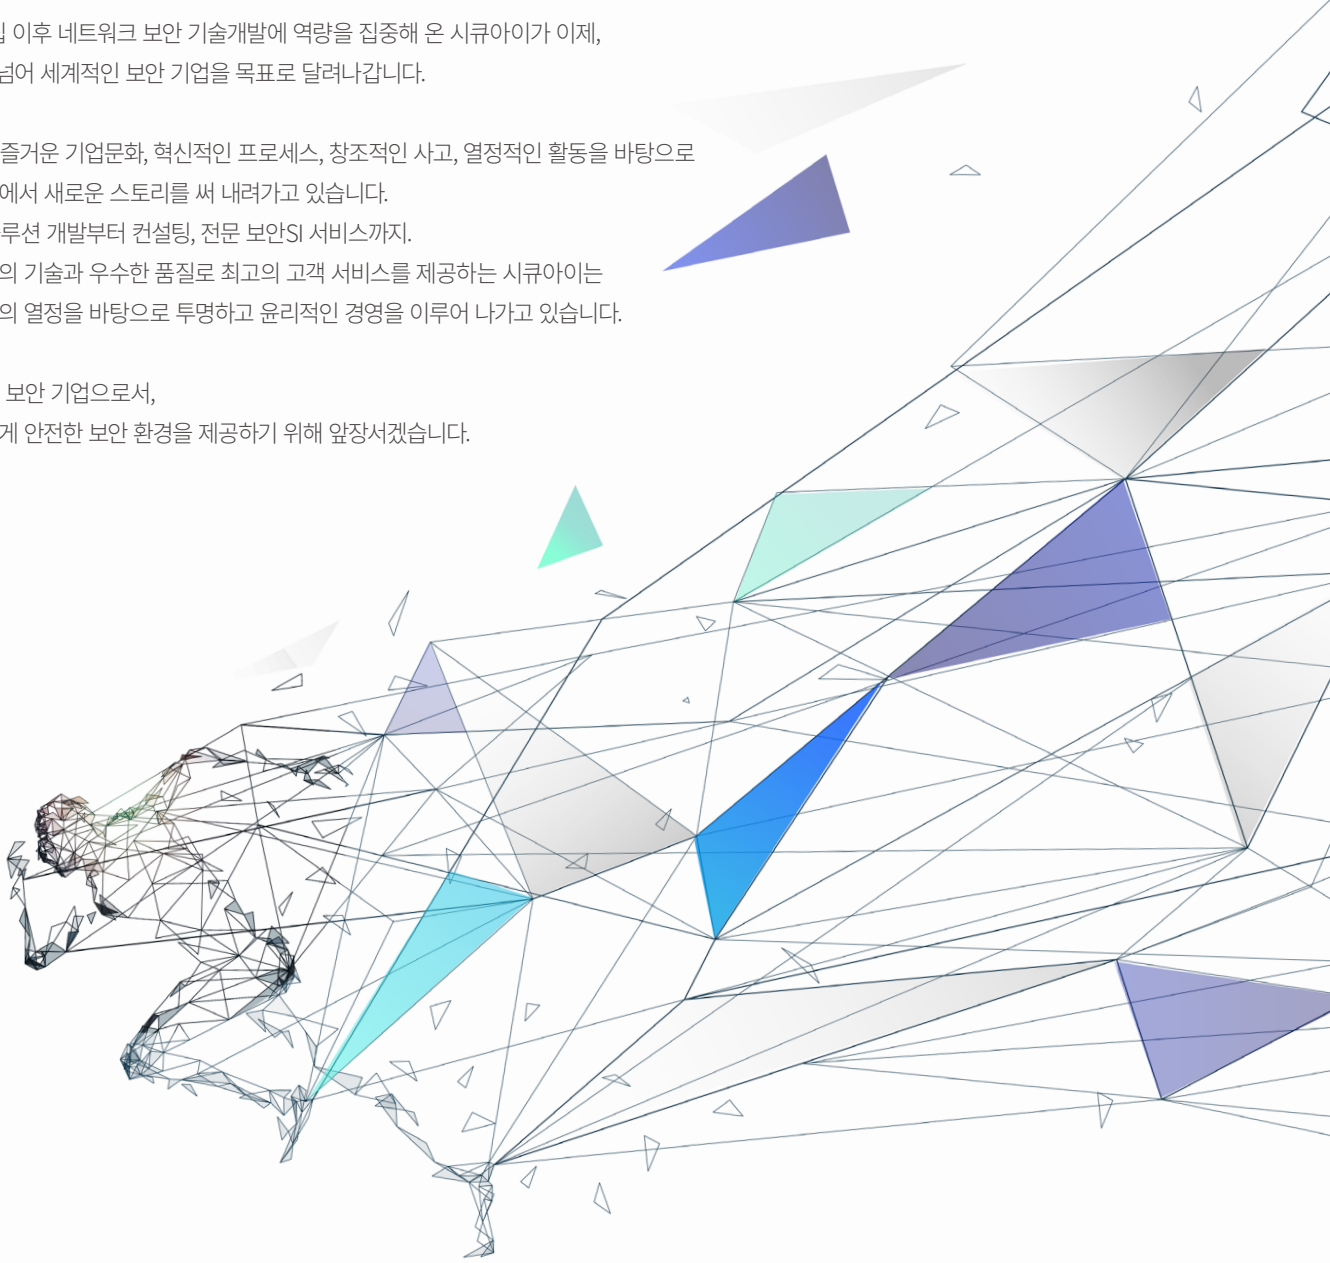 이후 네트워크 보안 기술개발에 역량을 집중해 온 시큐아이가 이제,
넘어 세계적인 보안 기업을 목표로 달려나갑니다.
즐거운 기업문화, 혁신적인 프로세스, 창조적인 사고, 열정적인 활동을 바탕으로
에서 새로운 스토리를 써 내려가고 있습니다.
루션 개발부터 컨설팅, 전문 보안SI 서비스까지.
의 기술과 우수한 품질로 최고의 고객 서비스를 제공하는 시큐아이는
의 열정을 바탕으로 투명하고 윤리적인 경영을 이루어 나가고 있습니다.
보안 기업으로서,
게 안전한 보안 환경을 제공하기 위해 앞장서겠습니다.